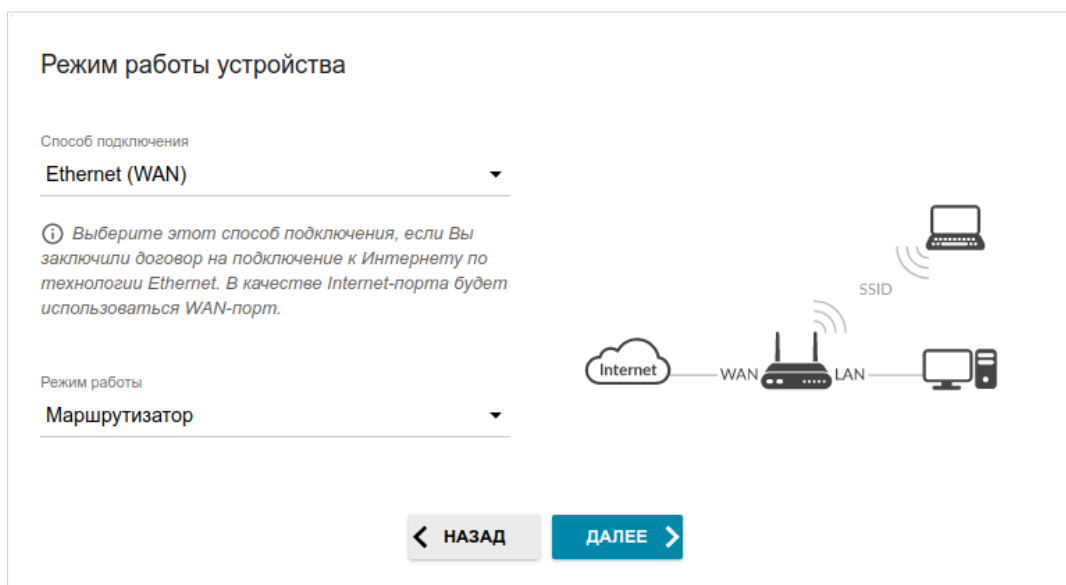 Режим работы устройства
Способ подключения
Ethernet (WAN)
Выберите этот способ подключения, если Вы
заключили договор на подключение к Интернету по
технологии Ethernet. В качестве Internet-порта будет
использоваться WAN-порт.
Режим работы
Маршрутизатор
SSID
Internet
WAN
LAN
НАЗАД
ДАЛЕЕ